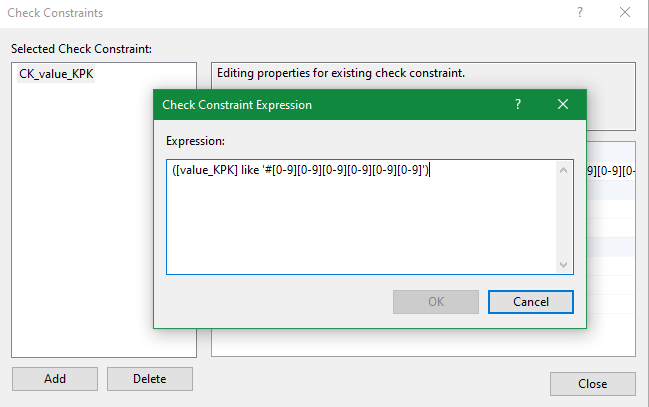 Check Constraints
Selected Check Constraint:
CK_value_KPK
Editing properties for existing check constraint.
Check Constraint Expression
Expression:
([value_KPK] like '#[0-9][0-9][0-9][0-9][0-9][0-9]')
9][0-9][0-
OK
Cancel
Add
Delete
Close